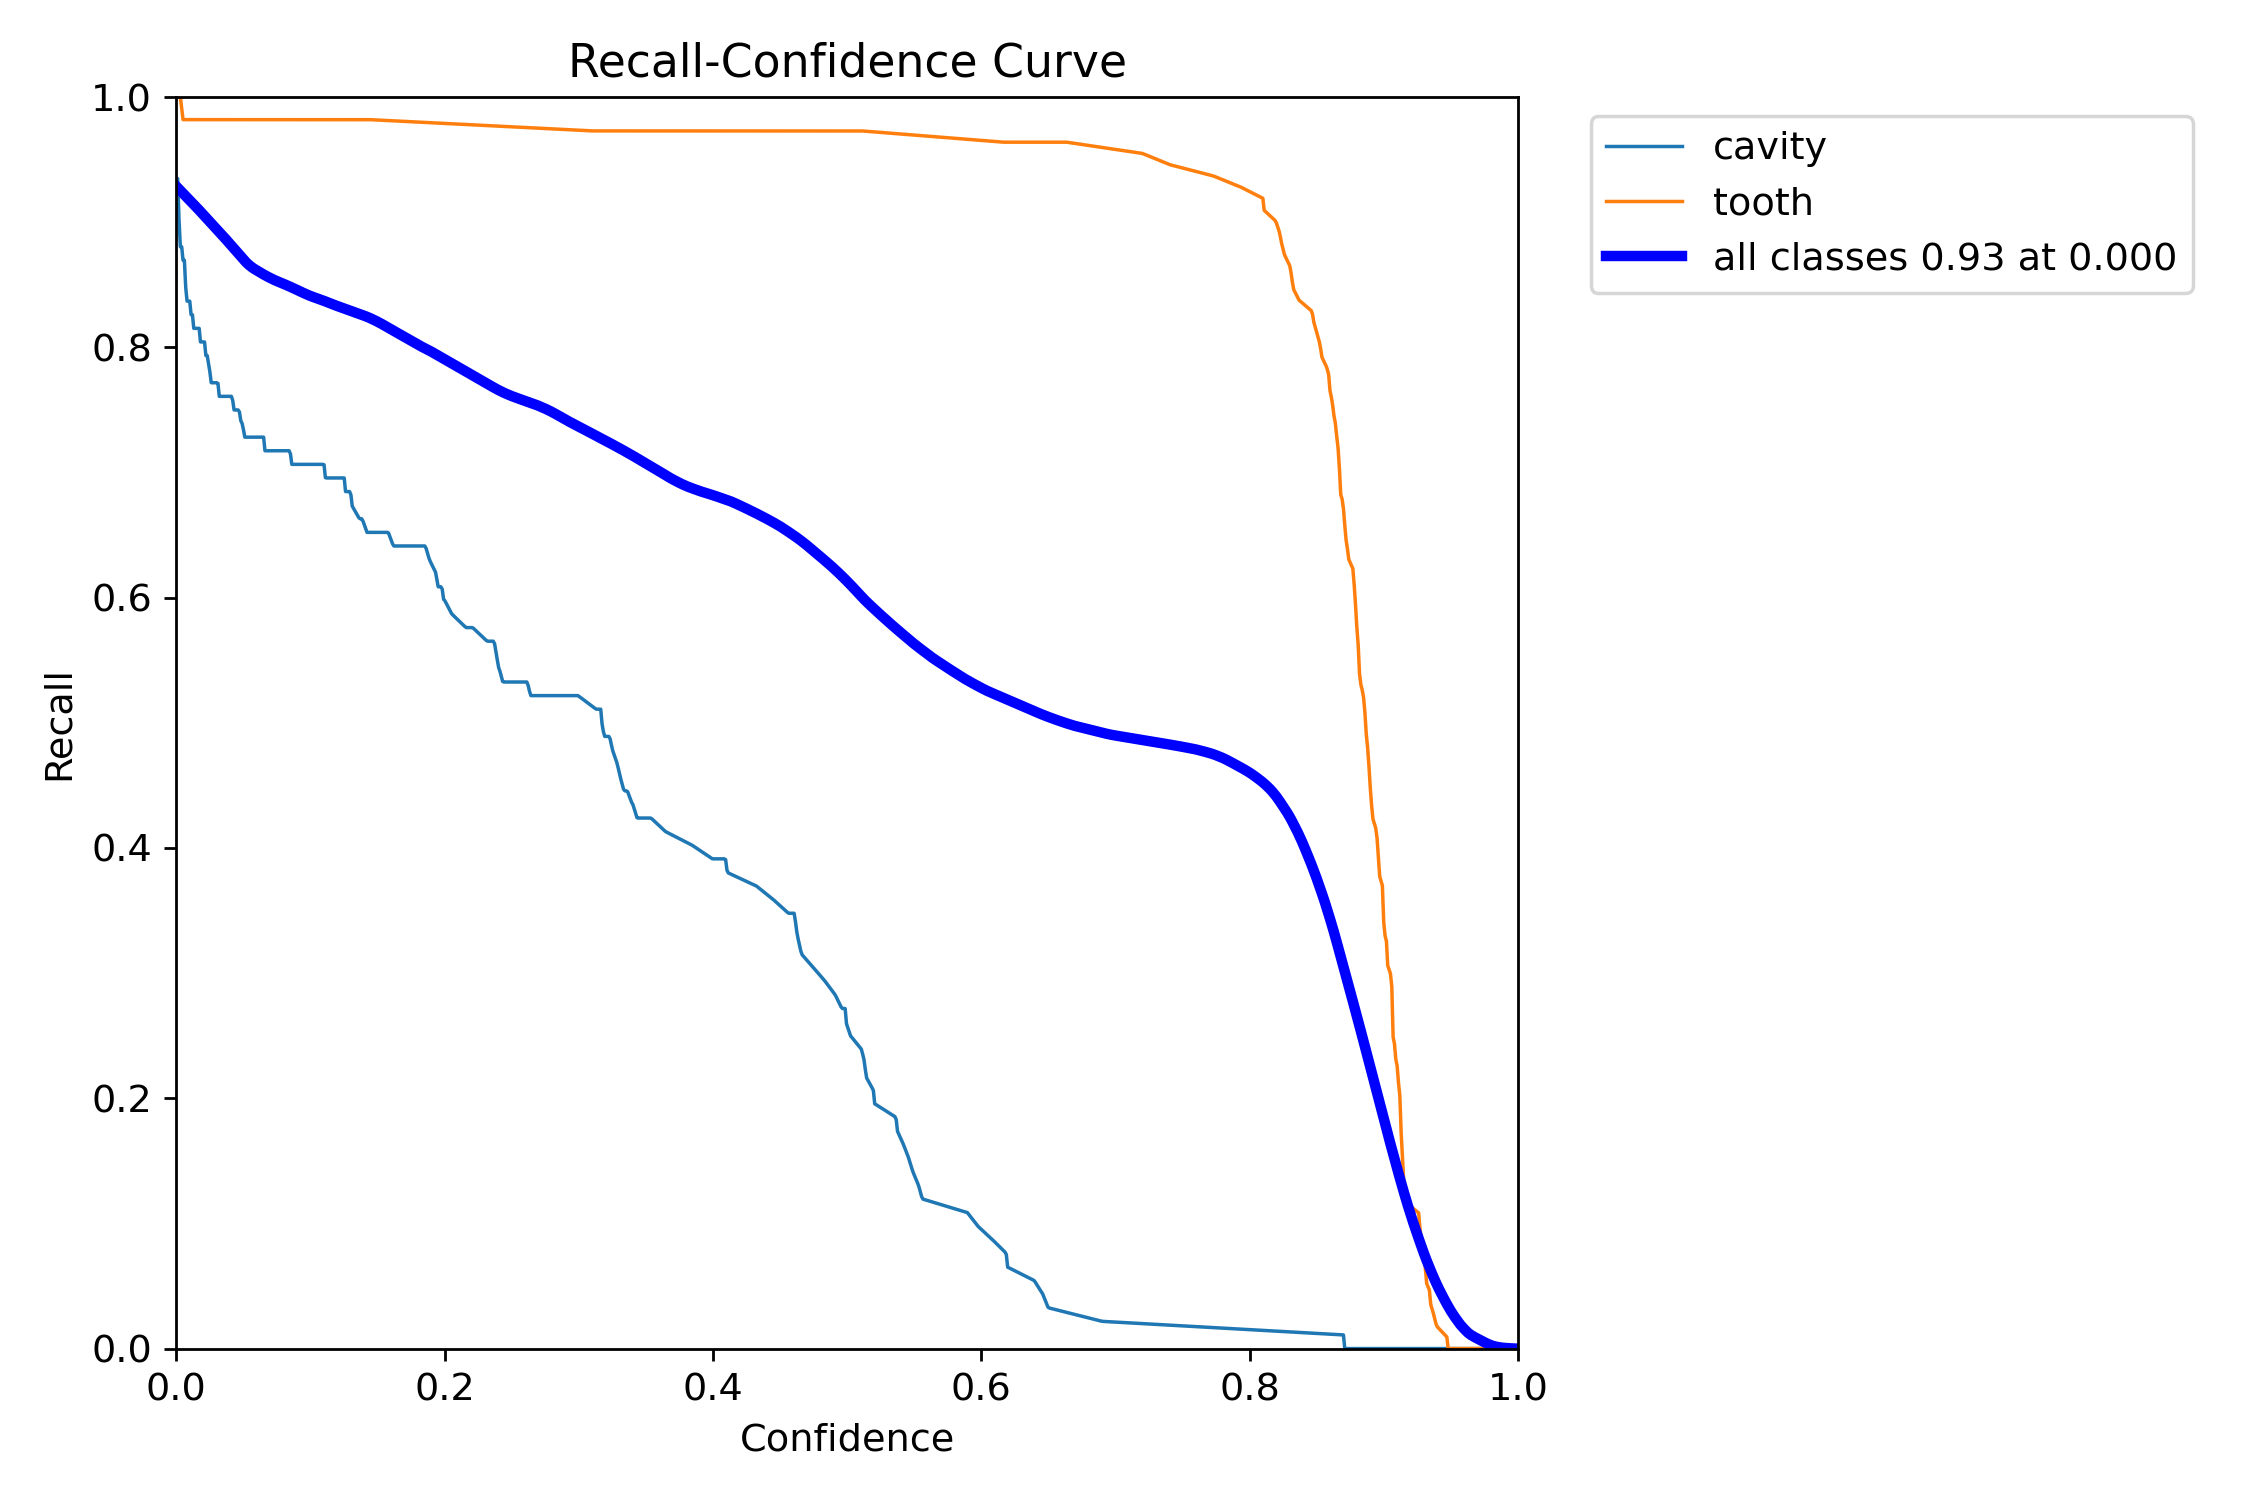 Recall-Confidence Curve
1.0
0.8
0.6
0.4
0.2
0.0
Recall
0.0 0.2 0.4 0.6 0.8 1.0
Confidence
cavity
tooth
all classes 0.93 at 0.000